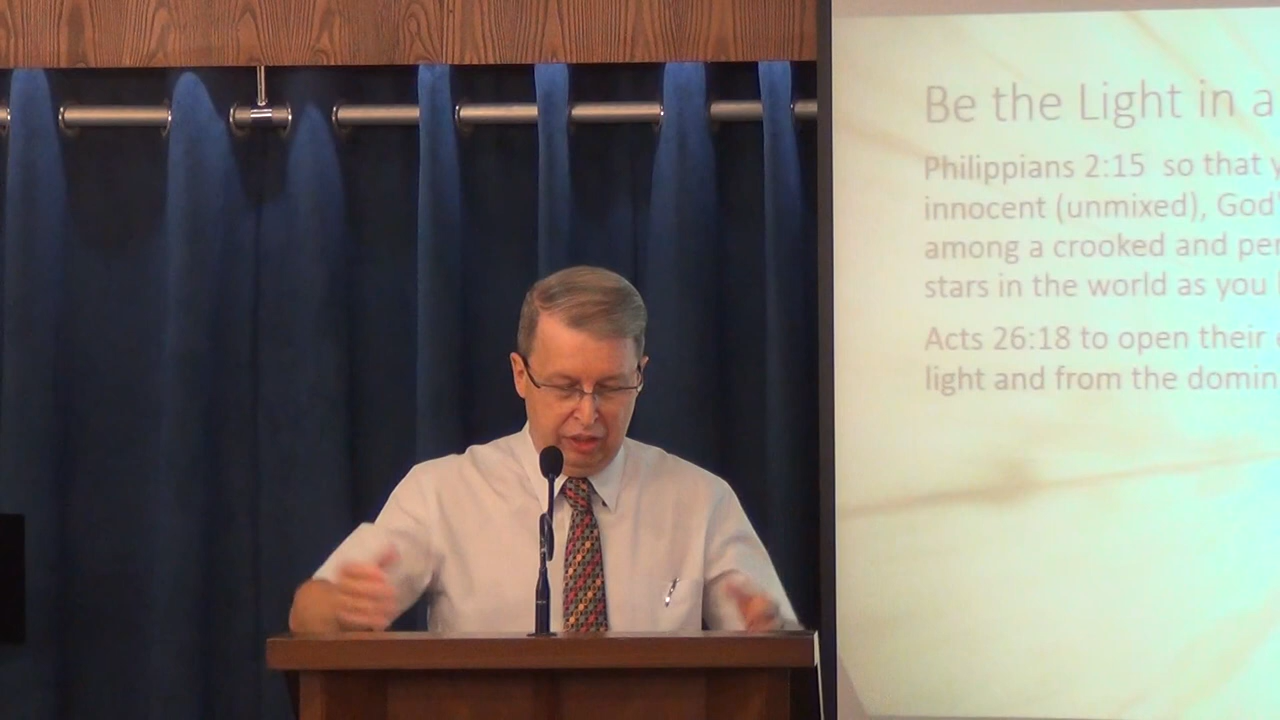 Be the Light in a
Philippians 2:15 so that
innocent (unmixed), God'
among a crooked and per
stars in the world as you
Acts 26:18 to open their
light and from the domin